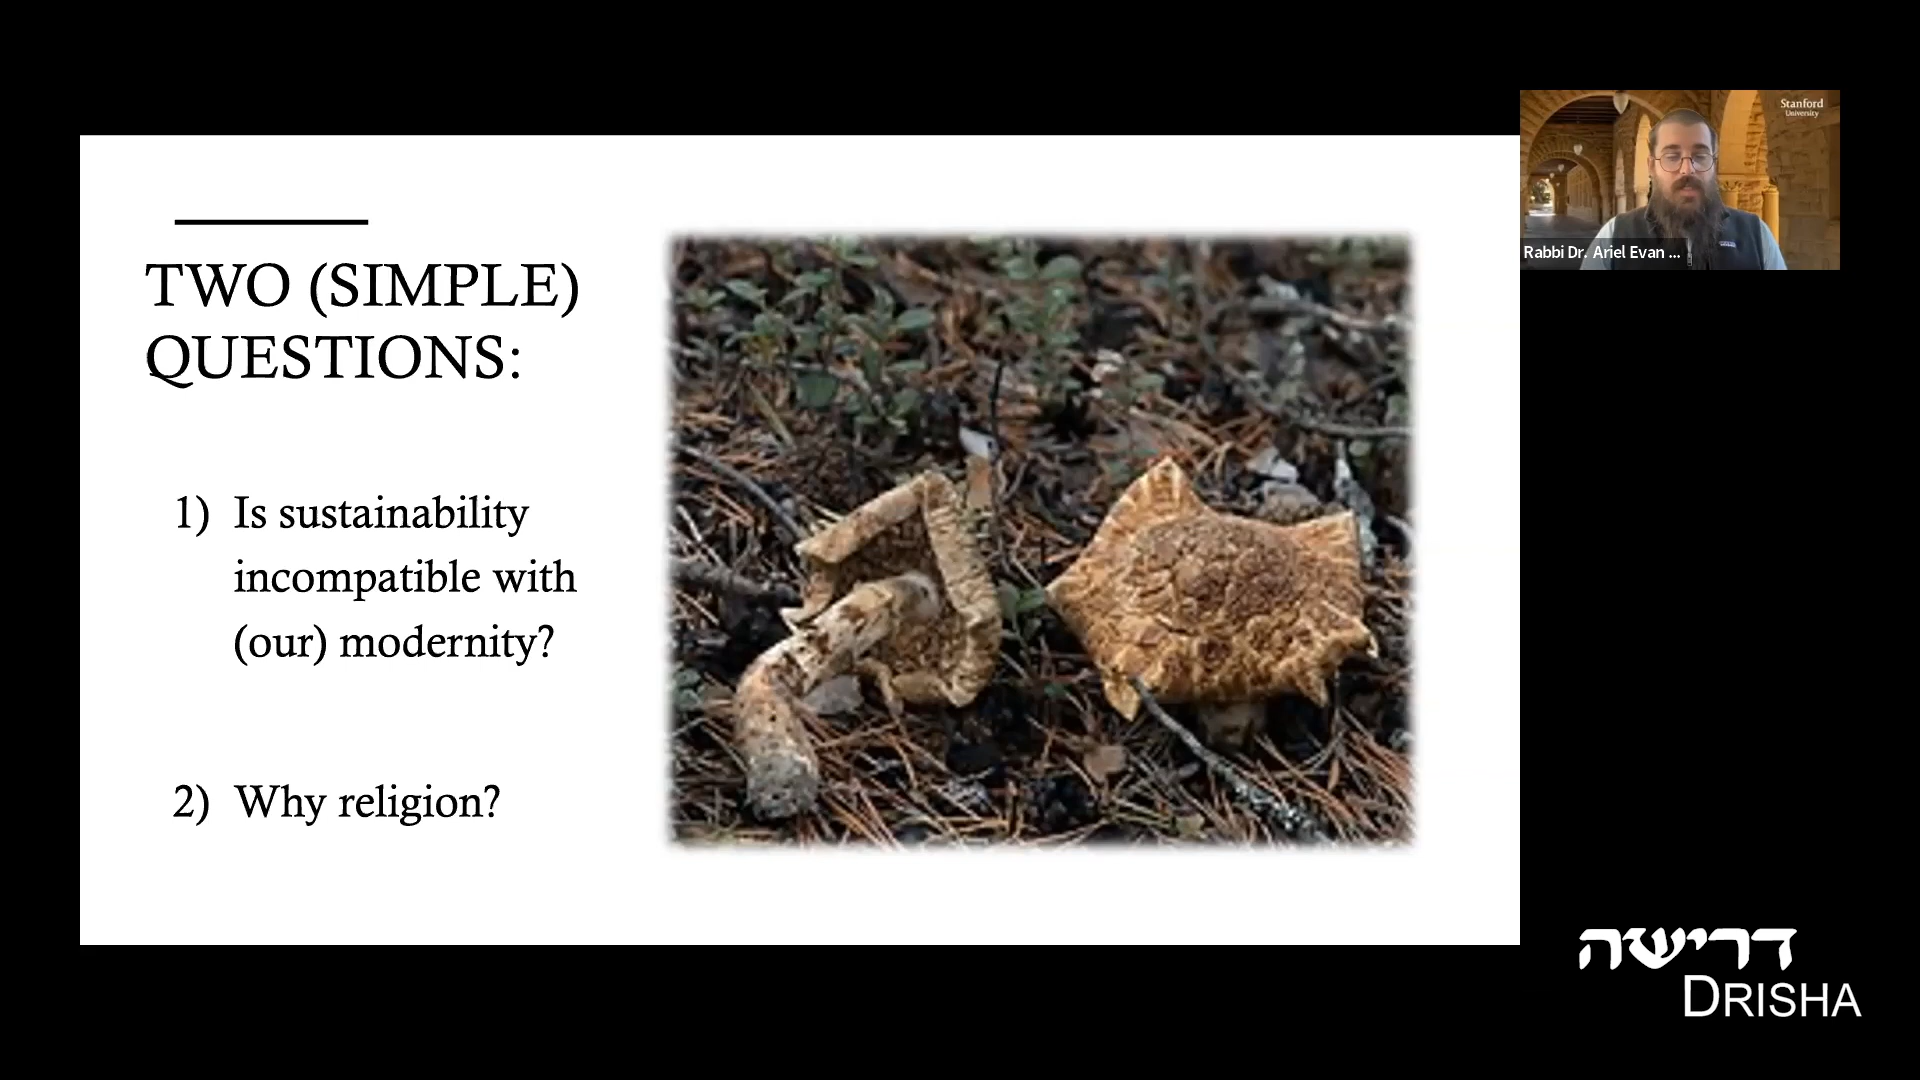 TWO (SIMPLE)
QUESTIONS:
1) Is sustainability
incompatible with
(our) modernity?
2) Why religion?
Stanford
University
Rabbi Dr. Ariel Evan ...
דרישה
DRISHA